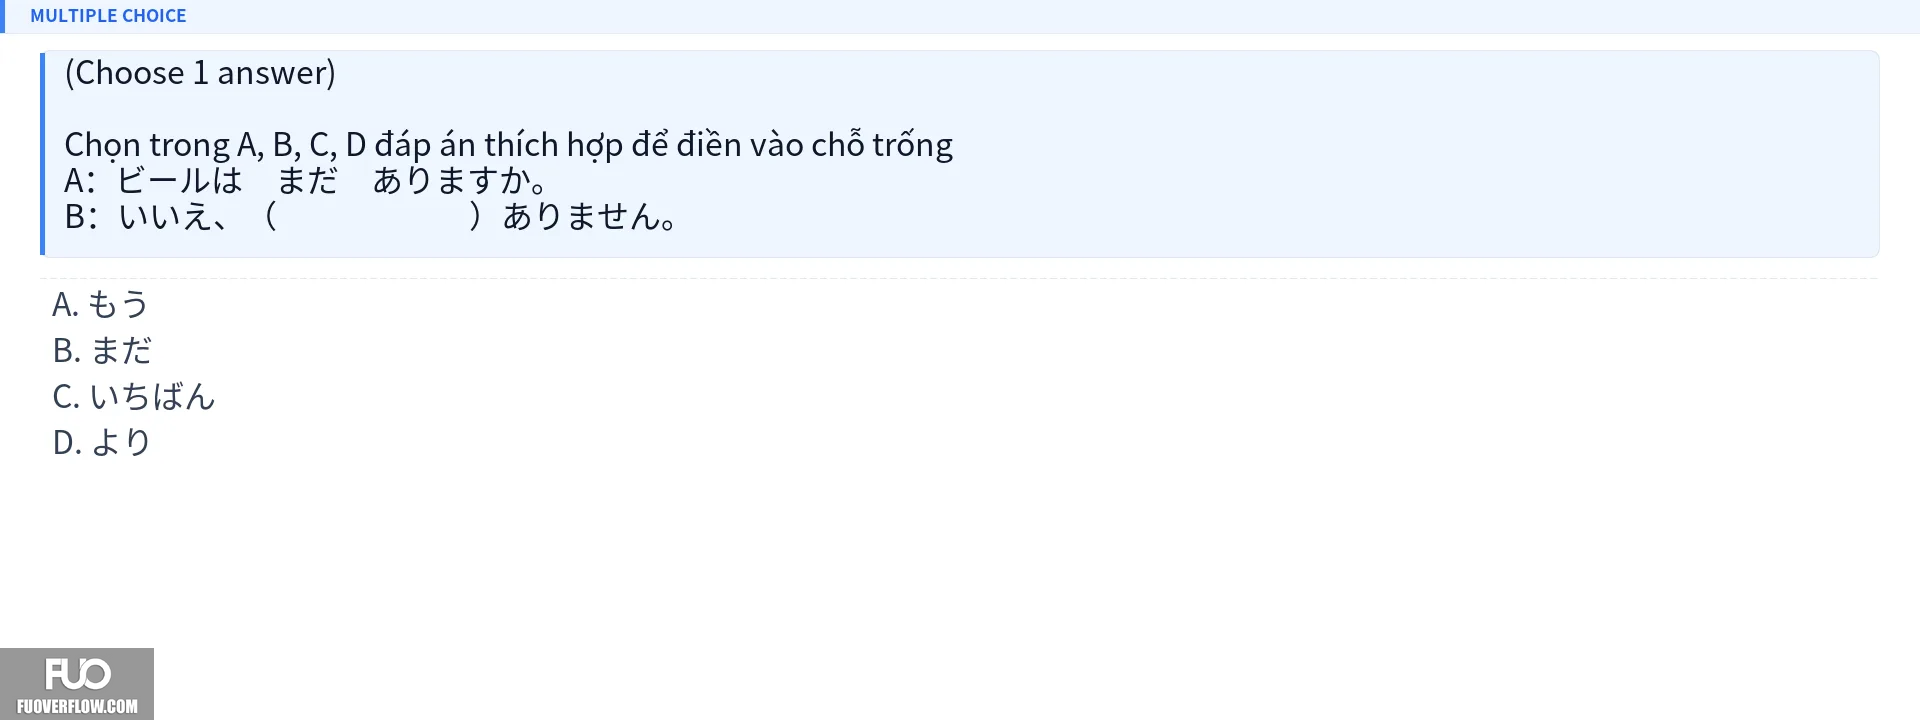 MULTIPLE CHOICE
(Choose 1 answer)
Chọn trong A, B, C, D đáp án thích hợp để điền vào chỗ trống
A：ビールは　まだ　ありますか。
B：いいえ、（　　　　　　）ありません。
A. もう
B. まだ
C. いちばん
D. より
FUO
FUOVERFLOW.COM